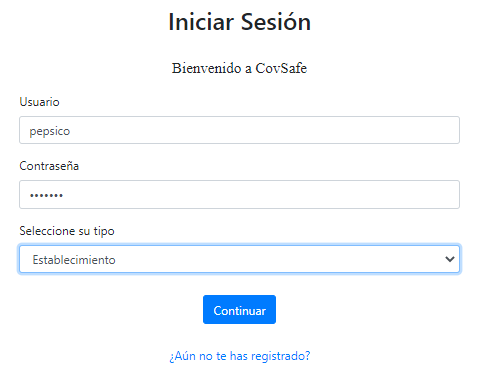 Iniciar Sesión
Bienvenido a CovSafe
Usuario
pepsico
Contraseña
•••••••
Seleccione su tipo
Establecimiento
Continuar
¿Aún no te has registrado?